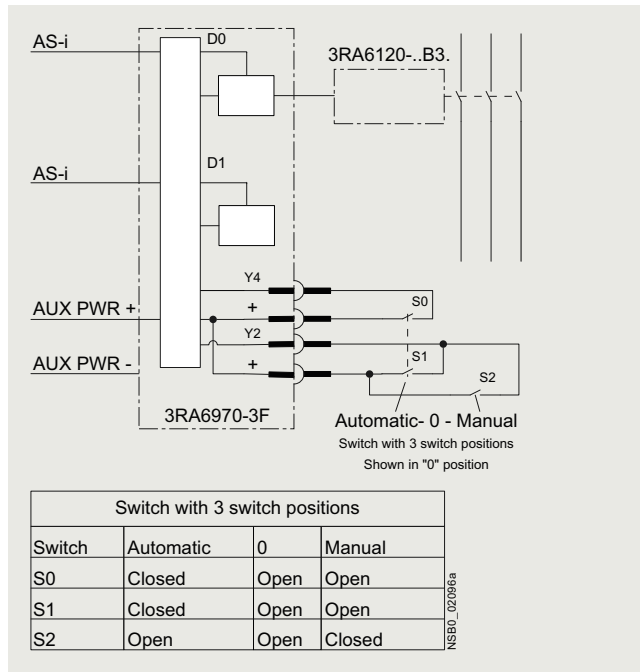 AS-i
D0
3RA6120-..B3.
AS-i
D1
Y4
S0
AUX PWR +
+
Y2
S1
AUX PWR -
+
S2
3RA6970-3F
Automatic- 0 - Manual
Switch with 3 switch positions
Shown in "0" position
Switch with 3 switch positions
Switch Automatic 0 Manual
S0 Closed Open Open
S1 Closed Open Open
S2 Open Open Closed
NSB0_02096a